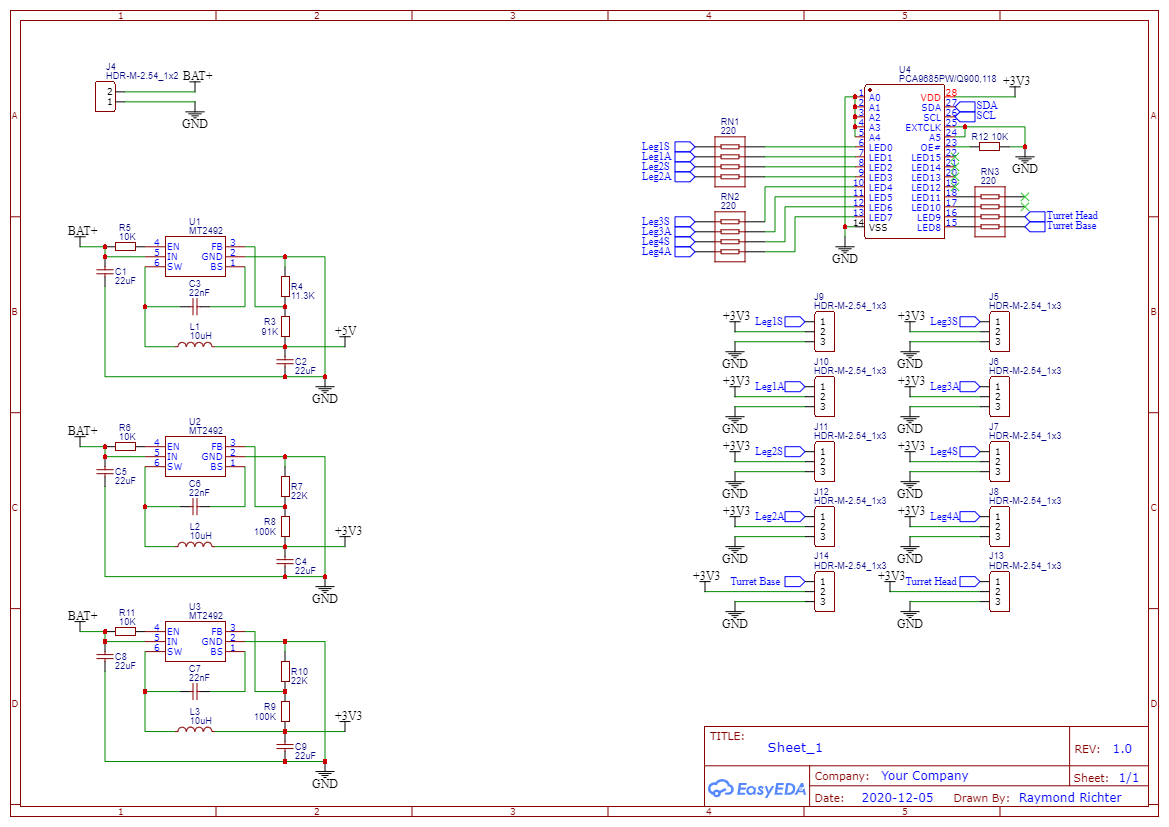 1 2 3 4 5
A A
B B
C C
D D
1 2 3 4 5
J4
HDR-M-2.54_1x2
BAT+
2
1
GND
BAT+
R5
10K
U1
MT2492
4 EN FB 3
5 IN GND 2
6 SW BS 1
C1
22uF
C3
22nF
L1
10uH
R4
11.3K
R3
91K
+5V
C2
22uF
GND
BAT+
R6
10K
U2
MT2492
4 EN FB 3
5 IN GND 2
6 SW BS 1
C5
22uF
C6
22nF
L2
10uH
R7
22K
R8
100K
+3V3
C4
22uF
GND
BAT+
R11
10K
U3
MT2492
4 EN FB 3
5 IN GND 2
6 SW BS 1
C8
22uF
C7
22nF
L3
10uH
R10
22K
R9
100K
+3V3
C9
22uF
GND
U4
PCA9685PW/Q900,118
+3V3
1 A0 VDD 28
2 A1 SDA 27 SDA
3 A2 SCL 26 SCL
4 A3 EXTCLK 25
5 A4 A5 24
6 LED0 OE# 23
7 LED1 LED15 22
8 LED2 LED14 21
9 LED3 LED13 20
10 LED4 LED12 19
11 LED5 LED11 18
12 LED6 LED10 17
13 LED7 LED9 16
14 VSS LED8 15
R12 10K
GND
GND
RN1
220
Leg1S
Leg1A
Leg2S
Leg2A
RN2
220
Leg3S
Leg3A
Leg4S
Leg4A
RN3
220
Turret Head
Turret Base
J9
HDR-M-2.54_1x3
+3V3
Leg1S
1
2
3
GND
J5
HDR-M-2.54_1x3
+3V3
Leg3S
1
2
3
GND
J10
HDR-M-2.54_1x3
+3V3
Leg1A
1
2
3
GND
J6
HDR-M-2.54_1x3
+3V3
Leg3A
1
2
3
GND
J11
HDR-M-2.54_1x3
+3V3
Leg2S
1
2
3
GND
J7
HDR-M-2.54_1x3
+3V3
Leg4S
1
2
3
GND
J12
HDR-M-2.54_1x3
+3V3
Leg2A
1
2
3
GND
J8
HDR-M-2.54_1x3
+3V3
Leg4A
1
2
3
GND
J14
HDR-M-2.54_1x3
+3V3
Turret Base
1
2
3
GND
J13
HDR-M-2.54_1x3
+3V3
Turret Head
1
2
3
GND
TITLE:
Sheet_1
REV: 1.0
EasyEDA
Company: Your Company
Sheet: 1/1
Date: 2020-12-05 Drawn By: Raymond Richter